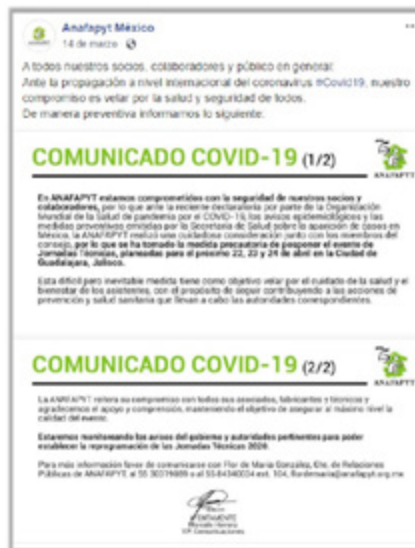 Anafapyt México
14 de marzo
A todos nuestros socios, colaboradores y público en general:
Ante la propagación a nivel internacional del coronavirus #Covid19, nuestro
compromiso es velar por la salud y seguridad de todos.
De manera preventiva informamos lo siguiente:
COMUNICADO COVID-19 (1/2)
ANAFAPYT
En ANAFAPYT estamos comprometidos con la seguridad de nuestros socios y
colaboradores, por lo que ante la reciente declaratoria por parte de la Organización
Mundial de la Salud de pandemia por el COVID-19, los avisos epidemiológicos y las
medidas preventivas emitidas por la Secretaría de Salud sobre la aparición de casos en
México, la ANAFAPYT realizó una cuidadosa consideración junto con los miembros del
consejo, por lo que se ha tomado la medida precautoria de posponer el evento de
Jornadas Técnicas, planeadas para el próximo 22, 23 y 24 de abril en la Ciudad de
Guadalajara, Jalisco.
Esta difícil pero inevitable medida tiene como objetivo velar por el cuidado de la salud y el
bienestar de los asistentes, con el propósito de seguir contribuyendo a las acciones de
prevención y salud sanitaria que llevan a cabo las autoridades correspondientes.
COMUNICADO COVID-19 (2/2)
ANAFAPYT
La ANAFAPYT reitera su compromiso con todos sus asociados, fabricantes y técnicos y
agradecemos el apoyo y comprensión, manteniendo el objetivo de asegurar al máximo nivel la
calidad del evento.
Estaremos monitoreando los avisos del gobierno y autoridades pertinentes para poder
establecer la reprogramación de las Jornadas Técnicas 2020.
Para más información favor de comunicarse con Flor de María González, Gte. de Relaciones
Públicas de ANAFAPYT al 55 ext. 104,
ATENTAMENTE
Herrera
VP. Comunicaciones